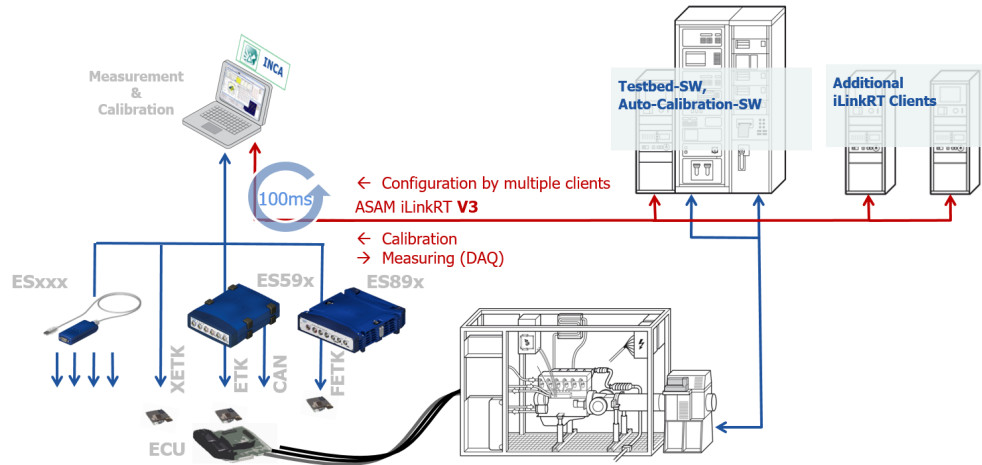 INCA
Measurement
&
Calibration
Testbed-SW,
Auto-Calibration-SW
Additional
iLinkRT Clients
100ms
← Configuration by multiple clients
ASAM iLinkRT V3
← Calibration
→ Measuring (DAQ)
ESxxx
ES59x
ES89x
XETK
ETK
CAN
FETK
ECU